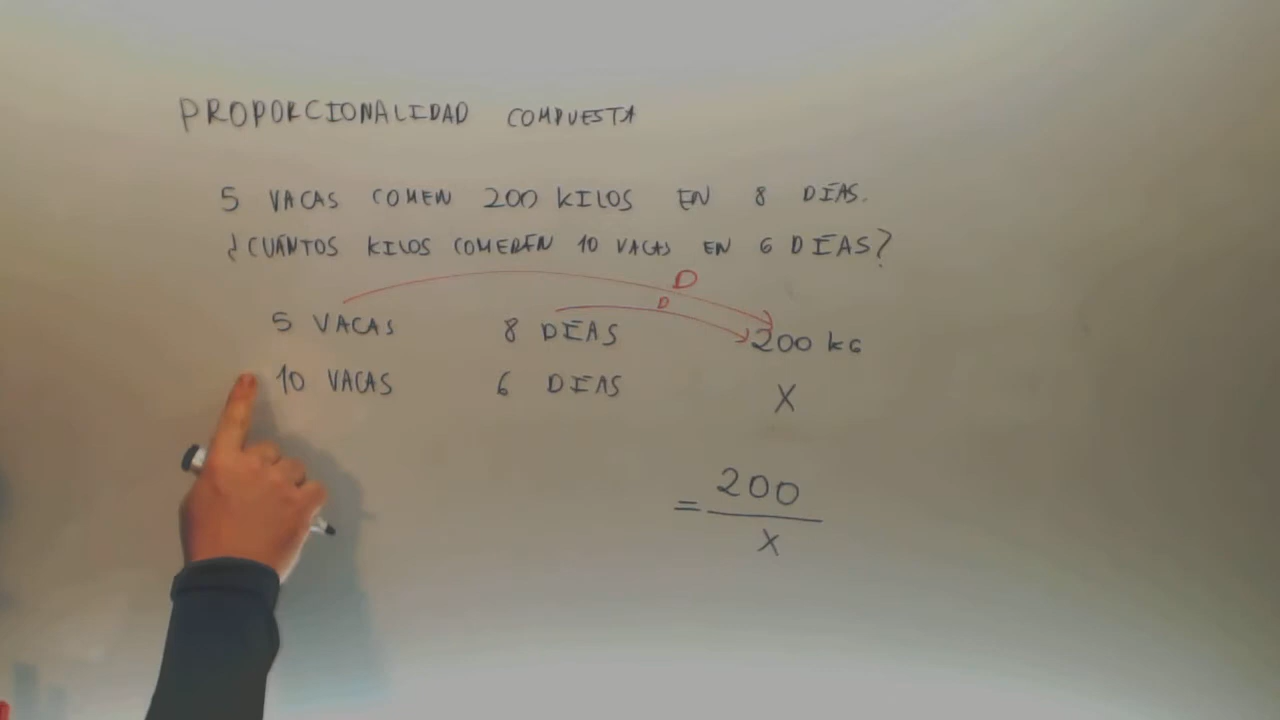 PROPORCIONALIDAD COMPUESTA
5 VACAS COMEN 200 KILOS EN 8 DÍAS.
¿CUÁNTOS KILOS COMERÁN 10 VACAS EN 6 DÍAS?
D
D
5 VACAS 8 DÍAS 200 kG
10 VACAS 6 DIAS X
= 200
X